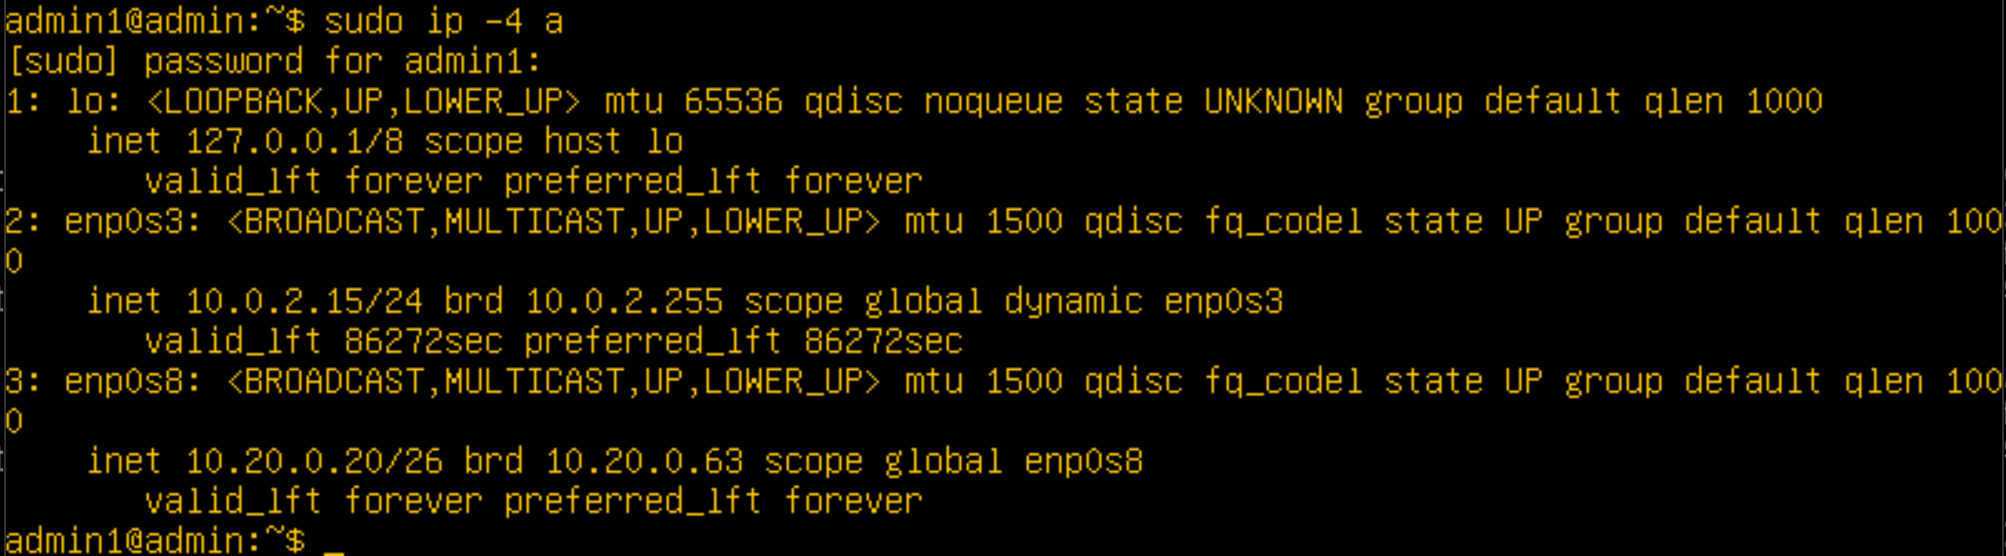 admin1@admin:~$ sudo ip -4 a
[sudo] password for admin1:
1: lo: <LOOPBACK,UP,LOWER_UP> mtu 65536 qdisc noqueue state UNKNOWN group default qlen 1000
    inet 127.0.0.1/8 scope host lo
       valid_lft forever preferred_lft forever
2: enp0s3: <BROADCAST,MULTICAST,UP,LOWER_UP> mtu 1500 qdisc fq_codel state UP group default qlen 100
0
    inet 10.0.2.15/24 brd 10.0.2.255 scope global dynamic enp0s3
       valid_lft 86272sec preferred_lft 86272sec
3: enp0s8: <BROADCAST,MULTICAST,UP,LOWER_UP> mtu 1500 qdisc fq_codel state UP group default qlen 100
0
    inet 10.20.0.20/26 brd 10.20.0.63 scope global enp0s8
       valid_lft forever preferred_lft forever
admin1@admin:~$ _